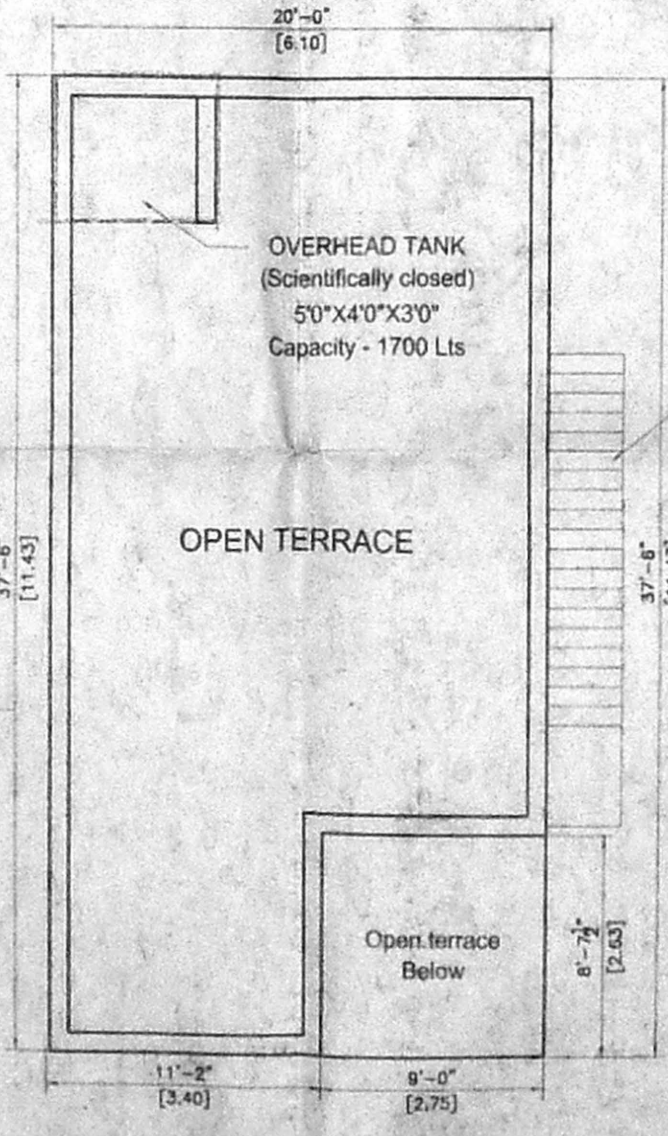 20'-0"
[6.10]
OVERHEAD TANK
(Scientifically closed)
5'0"X4'0"X3'0"
Capacity - 1700 Lts
OPEN TERRACE
37'-6"
[11.43]
37'-6"
Open terrace
Below
8'-7½"
[2.63]
11'-2"
[3.40]
9'-0"
[2.75]